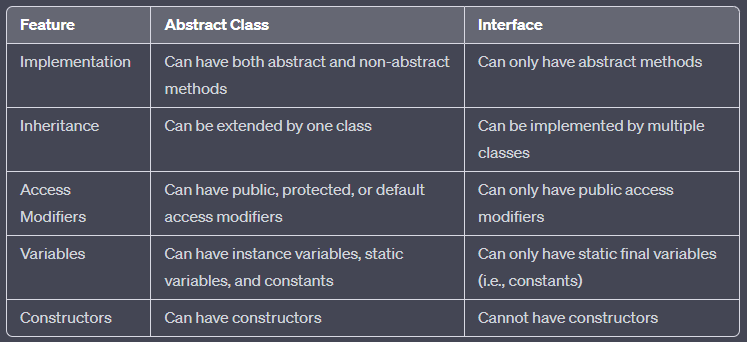 Feature Abstract Class Interface
Implementation Can have both abstract and non-abstract Can only have abstract methods
methods
Inheritance Can be extended by one class Can be implemented by multiple
classes
Access Can have public, protected, or default Can only have public access
Modifiers access modifiers modifiers
Variables Can have instance variables, static Can only have static final variables
variables, and constants (i.e., constants)
Constructors Can have constructors Cannot have constructors